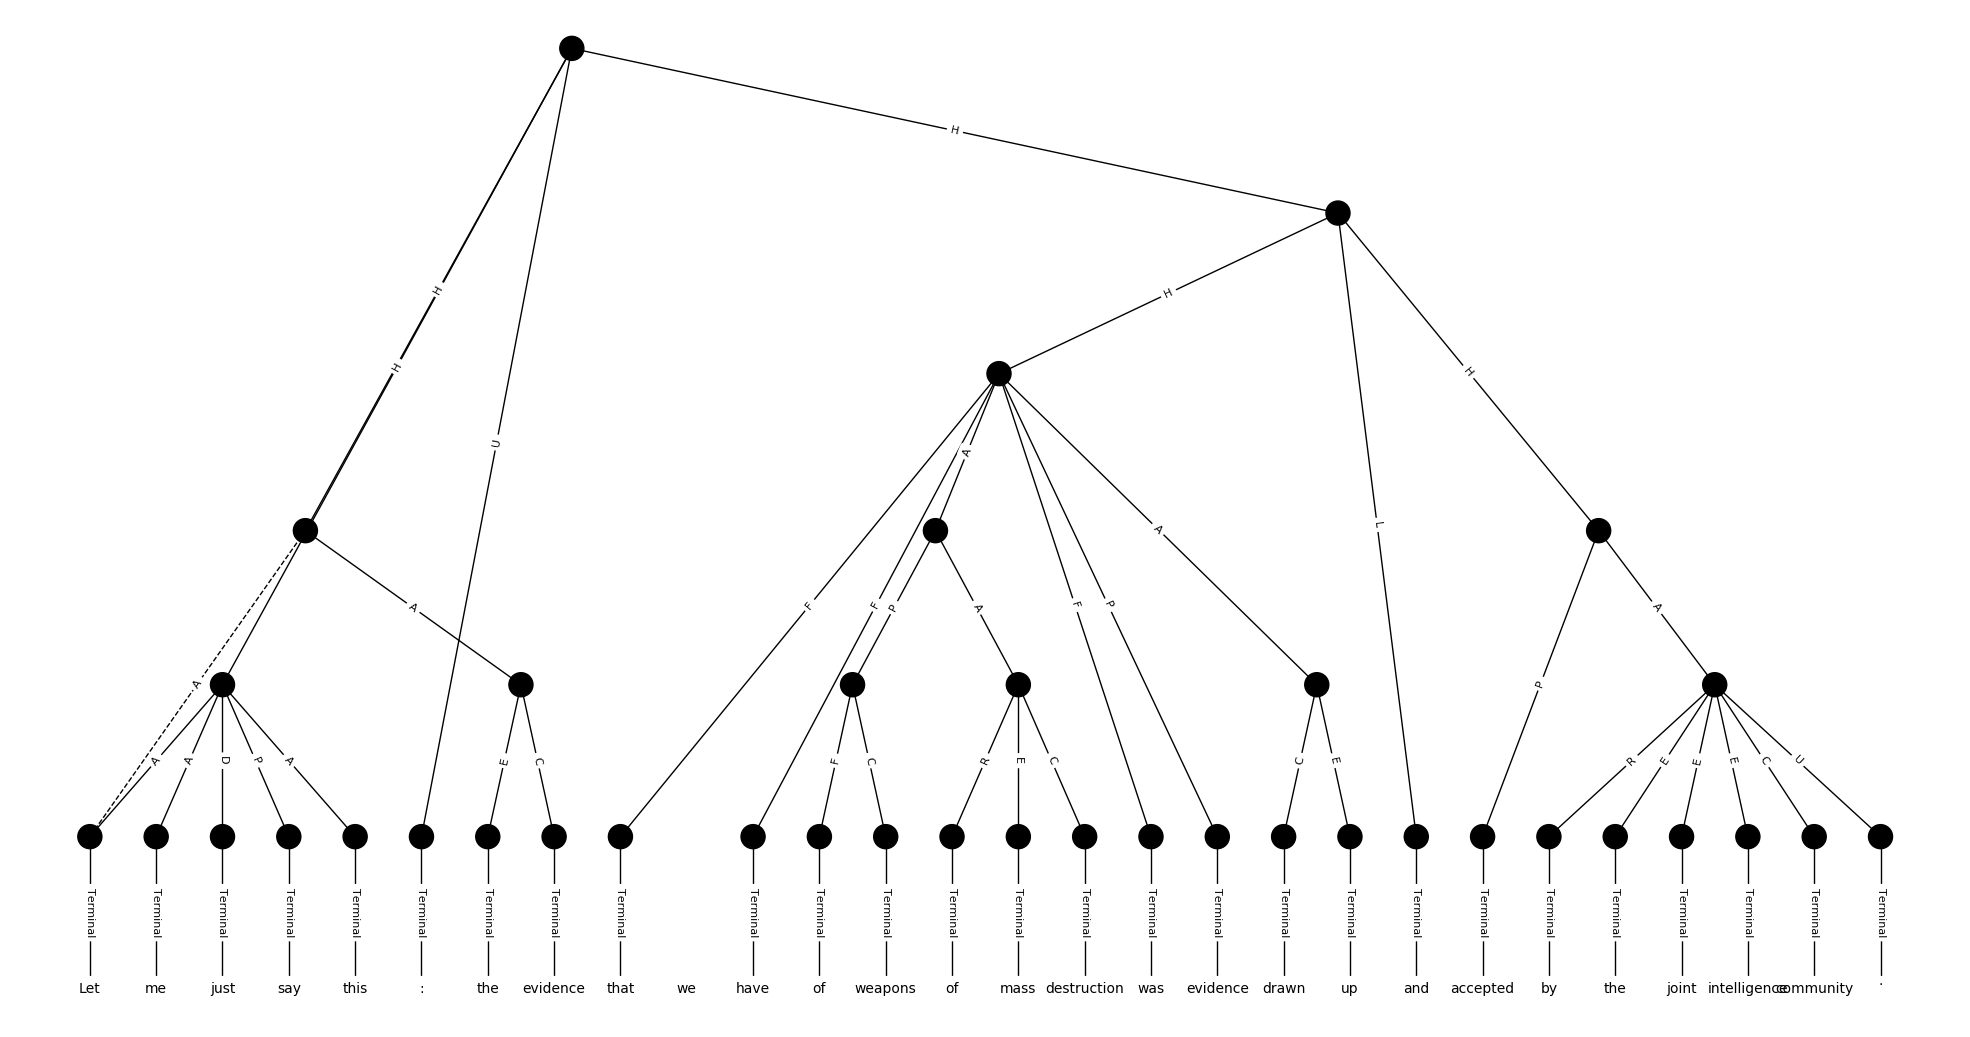 H
H
H
H
H
U
A
L
A
F
F
P
A
F
P
A
P
A
A
A
A
D
P
A
E
C
F
C
R
E
C
C
E
R
E
E
E
C
U
Terminal Terminal Terminal Terminal Terminal Terminal Terminal Terminal Terminal Terminal Terminal Terminal Terminal Terminal Terminal Terminal Terminal Terminal Terminal Terminal Terminal Terminal Terminal Terminal Terminal Terminal Terminal
Let me just say this : the evidence that we have of weapons of mass destruction was evidence drawn up and accepted by the joint intelligence community .